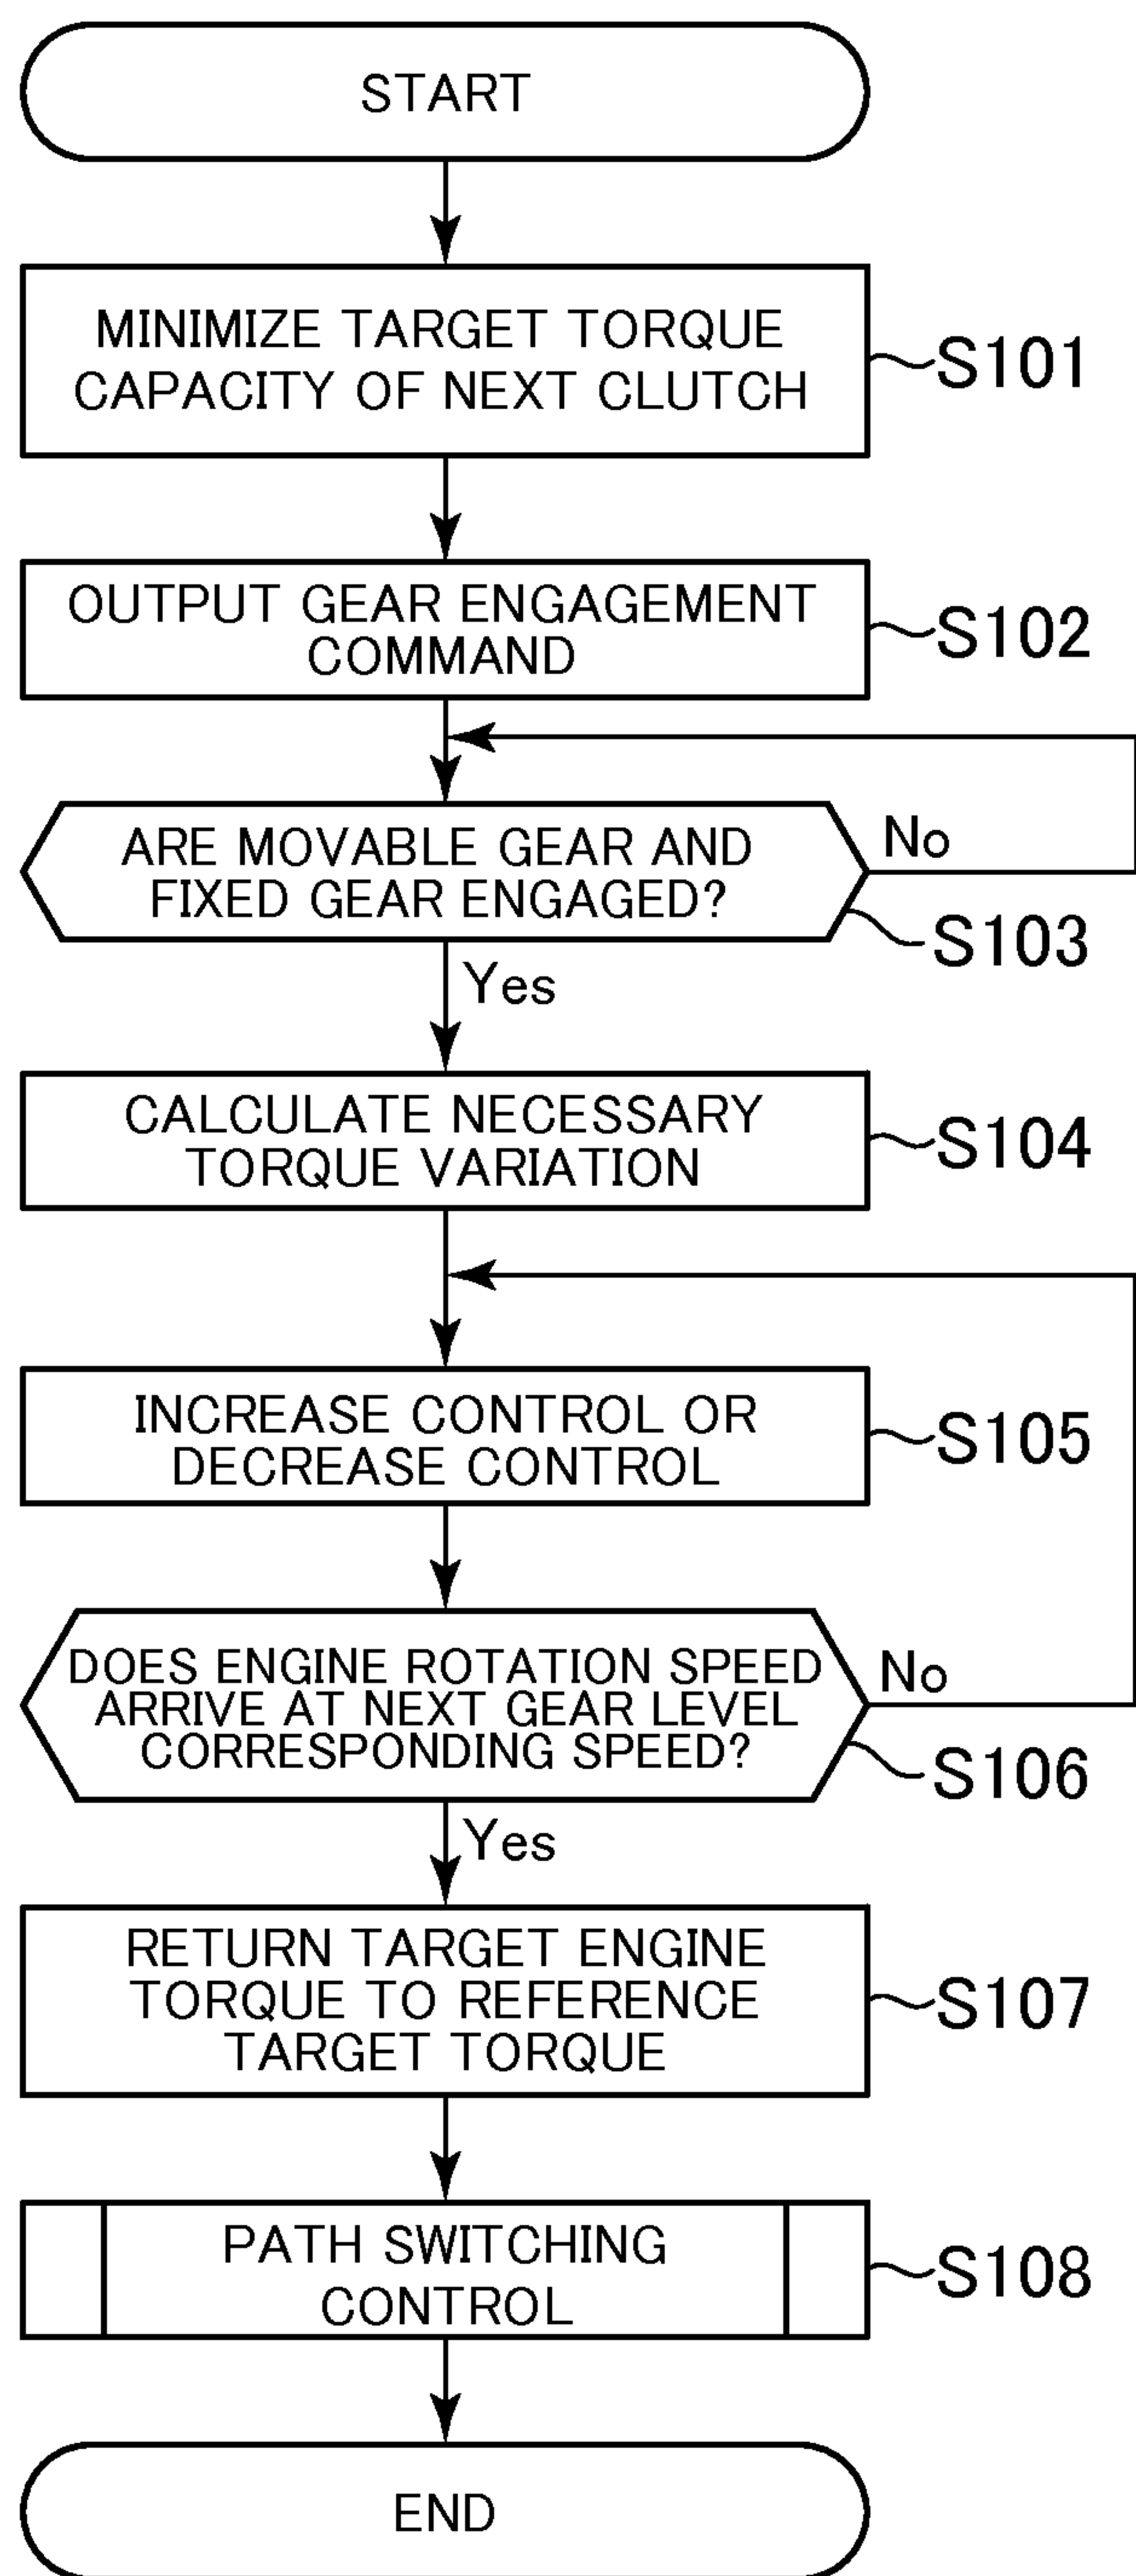 START
MINIMIZE TARGET TORQUE
CAPACITY OF NEXT CLUTCH
S101
OUTPUT GEAR ENGAGEMENT
COMMAND
S102
ARE MOVABLE GEAR AND
FIXED GEAR ENGAGED?
No
S103
Yes
CALCULATE NECESSARY
TORQUE VARIATION
S104
INCREASE CONTROL OR
DECREASE CONTROL
S105
DOES ENGINE ROTATION SPEED
ARRIVE AT NEXT GEAR LEVEL
CORRESPONDING SPEED?
No
S106
Yes
RETURN TARGET ENGINE
TORQUE TO REFERENCE
TARGET TORQUE
S107
PATH SWITCHING
CONTROL
S108
END